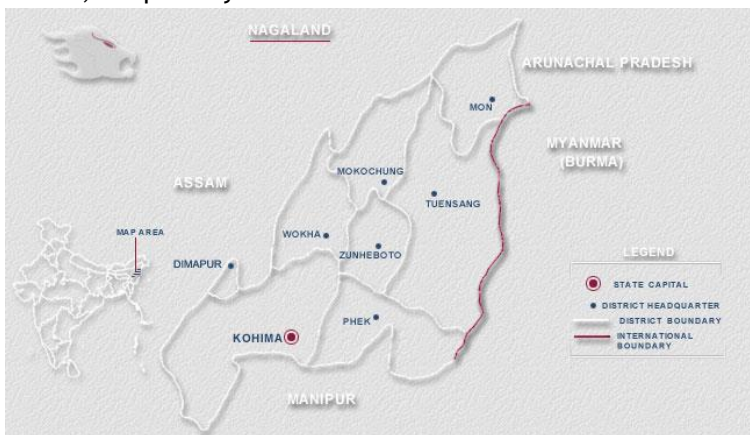 NAGALAND
ARUNACHAL PRADESH
MON
MYANMAR
(BURMA)
MOKOCHUNG
ASSAM
TUENSANG
MAP AREA
WOKHA
ZUNHEBOTO
LEGEND
DIMAPUR
STATE CAPITAL
DISTRICT HEADQUARTER
PHEK
DISTRICT BOUNDARY
KOHIMA
INTERNATIONAL
BOUNDARY
MANIPUR